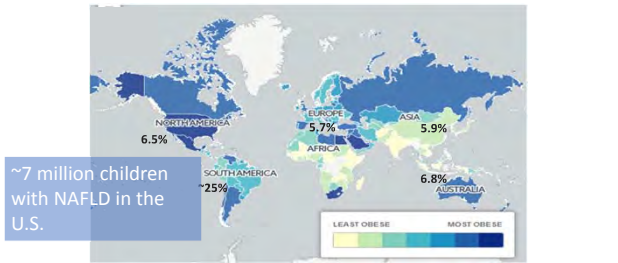 NORTH AMERICA
6.5%
EUROPE
5.7%
ASIA
5.9%
AFRICA
SOUTH AMERICA
~25%
6.8%
AUSTRALIA
~7 million children
with NAFLD in the
U.S.
LEAST OBESE MOST OBESE